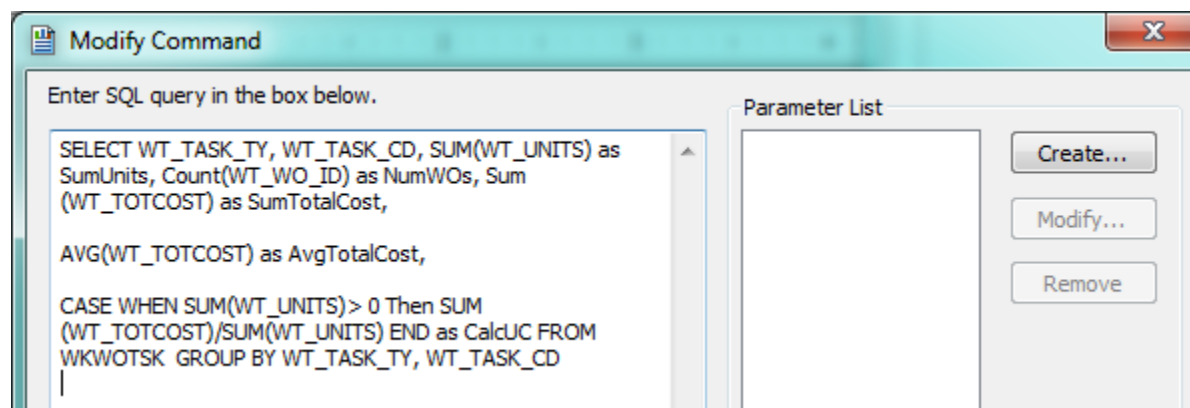 Modify Command
X
Enter SQL query in the box below.
SELECT WT_TASK_TY, WT_TASK_CD, SUM(WT_UNITS) as
SumUnits, Count(WT_WO_ID) as NumWOs, Sum
(WT_TOTCOST) as SumTotalCost,
AVG(WT_TOTCOST) as AvgTotalCost,
CASE WHEN SUM(WT_UNITS)> 0 Then SUM
(WT_TOTCOST)/SUM(WT_UNITS) END as CalcUC FROM
WKWOTSK  GROUP BY WT_TASK_TY, WT_TASK_CD
Parameter List
Create...
Modify...
Remove